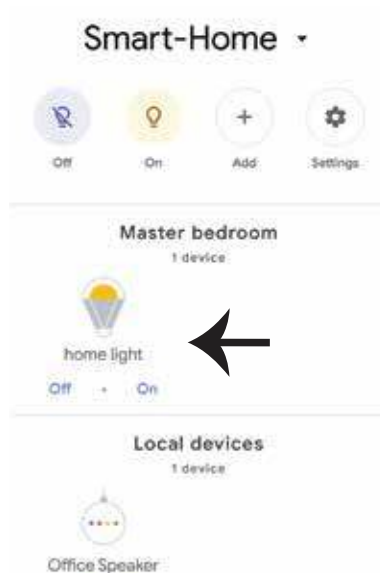 Smart-Home
Off On Add Settings
Master bedroom
1 device
home light
Off · On
Local devices
1 device
Office Speaker